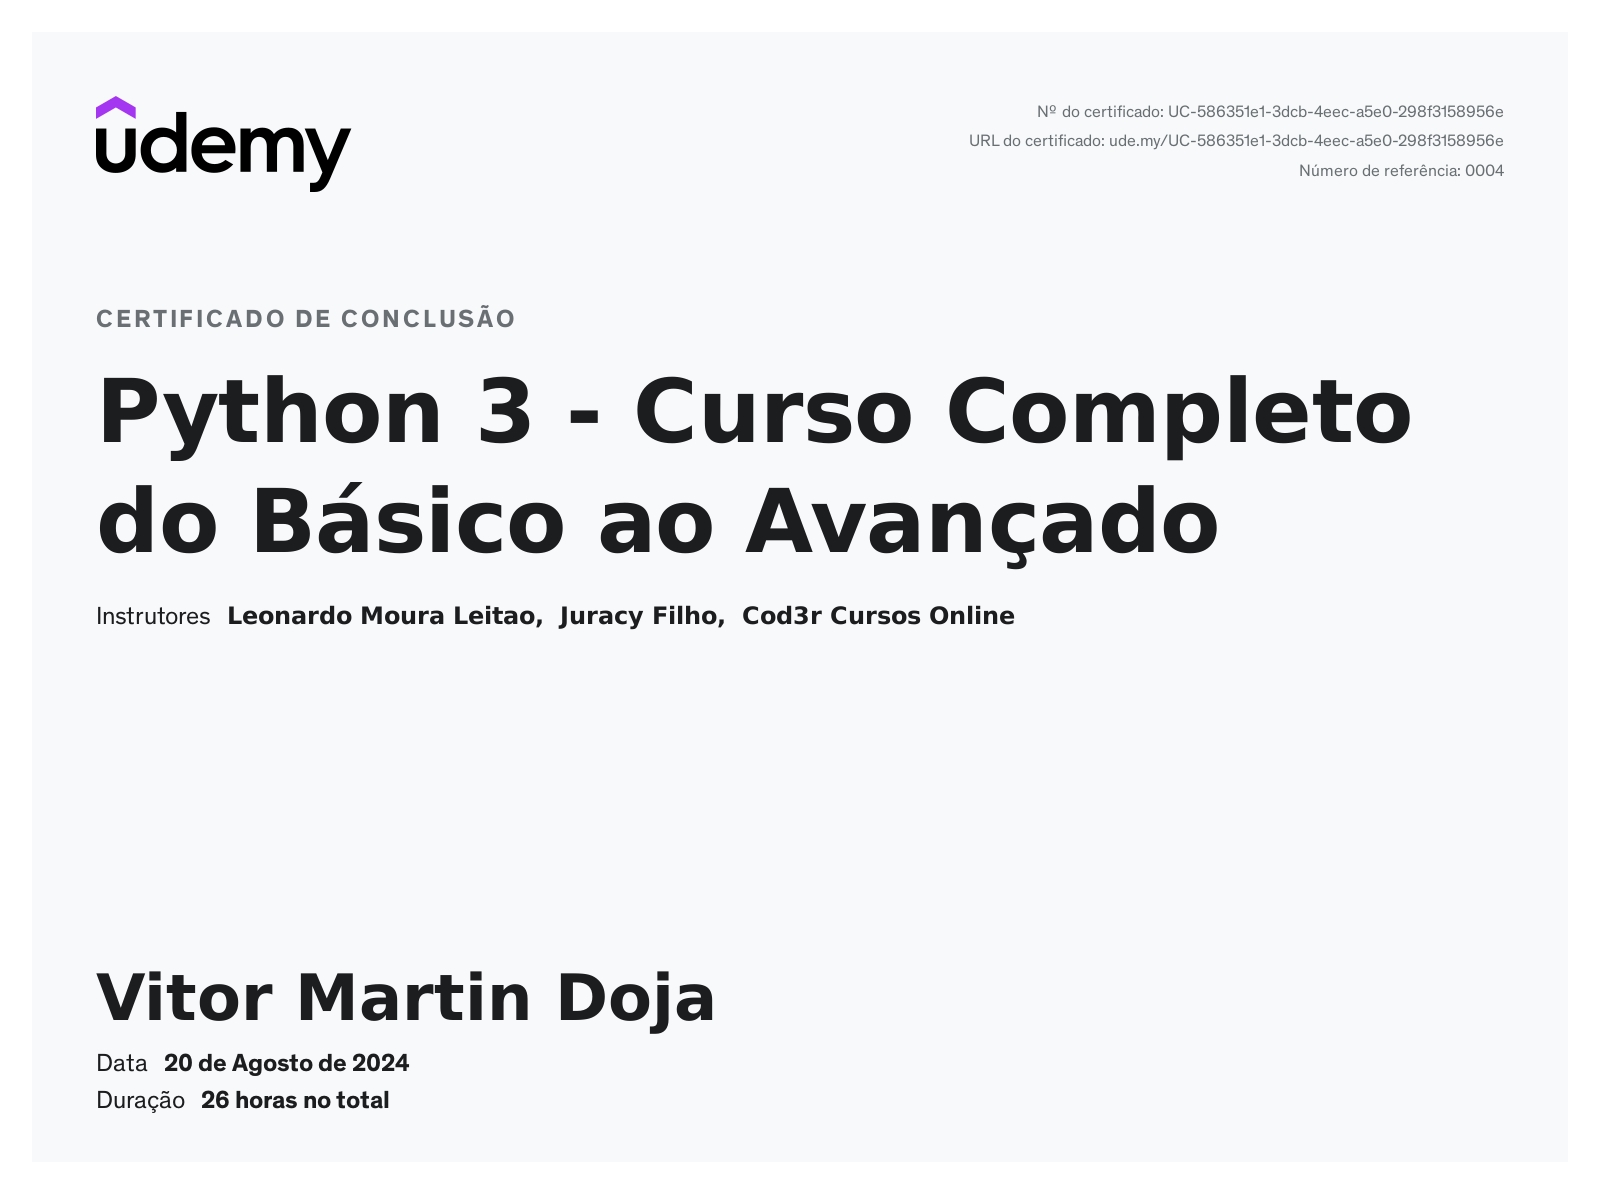 udemy
Nº do certificado: UC-586351e1-3dcb-4eec-a5e0-298f3158956e
URL do certificado: ude.my/UC-586351e1-3dcb-4eec-a5e0-298f3158956e
Número de referência: 0004
CERTIFICADO DE CONCLUSÃO
Python 3 - Curso Completo
do Básico ao Avançado
Instrutores Leonardo Moura Leitao, Juracy Filho, Cod3r Cursos Online
Vitor Martin Doja
Data 20 de Agosto de 2024
Duração 26 horas no total